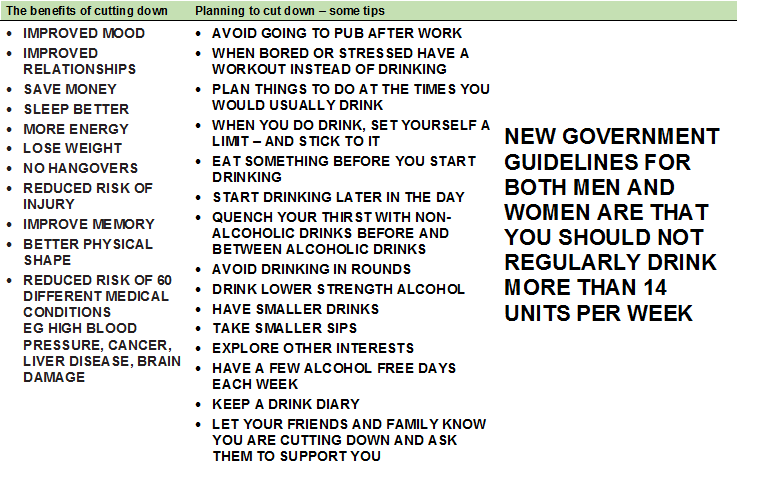 The benefits of cutting down
• IMPROVED MOOD
• IMPROVED
RELATIONSHIPS
• SAVE MONEY
• SLEEP BETTER
• MORE ENERGY
• LOSE WEIGHT
• NO HANGOVERS
• REDUCED RISK OF
INJURY
• IMPROVE MEMORY
• BETTER PHYSICAL
SHAPE
• REDUCED RISK OF 60
DIFFERENT MEDICAL
CONDITIONS
EG HIGH BLOOD
PRESSURE, CANCER,
LIVER DISEASE, BRAIN
DAMAGE
Planning to cut down – some tips
• AVOID GOING TO PUB AFTER WORK
• WHEN BORED OR STRESSED HAVE A
WORKOUT INSTEAD OF DRINKING
• PLAN THINGS TO DO AT THE TIMES YOU
WOULD USUALLY DRINK
• WHEN YOU DO DRINK, SET YOURSELF A
LIMIT – AND STICK TO IT
• EAT SOMETHING BEFORE YOU START
DRINKING
• START DRINKING LATER IN THE DAY
• QUENCH YOUR THIRST WITH NON-
ALCOHOLIC DRINKS BEFORE AND
BETWEEN ALCOHOLIC DRINKS
• AVOID DRINKING IN ROUNDS
• DRINK LOWER STRENGTH ALCOHOL
• HAVE SMALLER DRINKS
• TAKE SMALLER SIPS
• EXPLORE OTHER INTERESTS
• HAVE A FEW ALCOHOL FREE DAYS
EACH WEEK
• KEEP A DRINK DIARY
• LET YOUR FRIENDS AND FAMILY KNOW
YOU ARE CUTTING DOWN AND ASK
THEM TO SUPPORT YOU
NEW GOVERNMENT
GUIDELINES FOR
BOTH MEN AND
WOMEN ARE THAT
YOU SHOULD NOT
REGULARLY DRINK
MORE THAN 14
UNITS PER WEEK